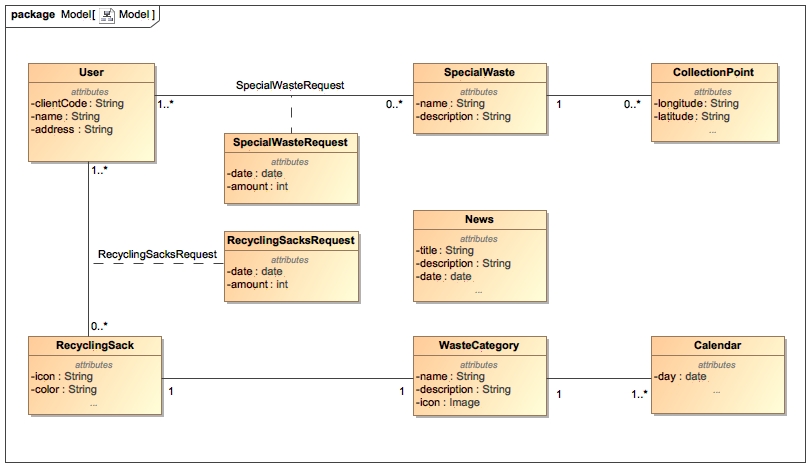 package Model[ Model ]
User
attributes
-clientCode : String
-name : String
-address : String
1..*
SpecialWasteRequest
0..*
SpecialWaste
attributes
-name : String
-description : String
1
0..*
CollectionPoint
attributes
-longitude : String
-latitude : String
...
SpecialWasteRequest
attributes
-date : date
-amount : int
1..*
RecyclingSacksRequest
RecyclingSacksRequest
attributes
-date : date
-amount : int
News
attributes
-title : String
-description : String
-date : date
...
0..*
RecyclingSack
attributes
-icon : String
-color : String
...
1
1
WasteCategory
attributes
-name : String
-description : String
-icon : Image
1
1..*
Calendar
attributes
-day : date
...